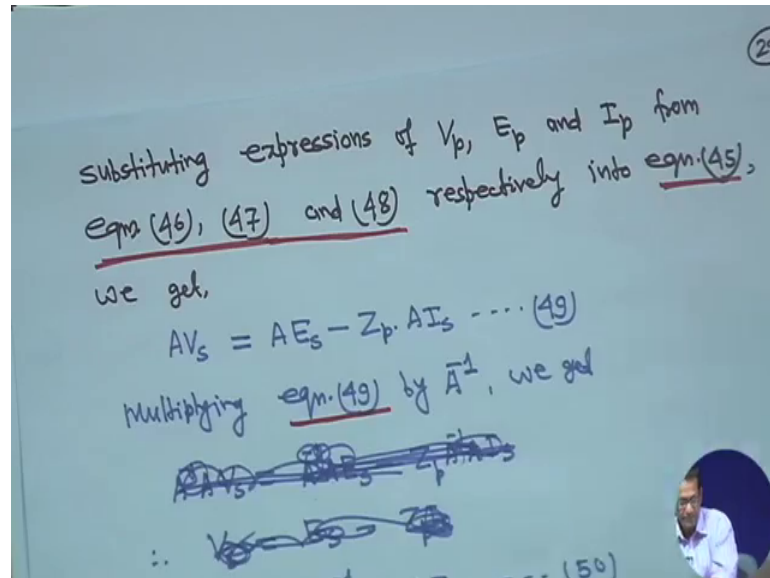 substituting expressions of Vp, Ep and Ip from
eqns. (46), (47) and (48) respectively into eqn. (45),
we get,
AVs = AEs - Zp. AIs ---- (49)
Multiplying eqn. (49) by A⁻¹, we get
∴
(50)